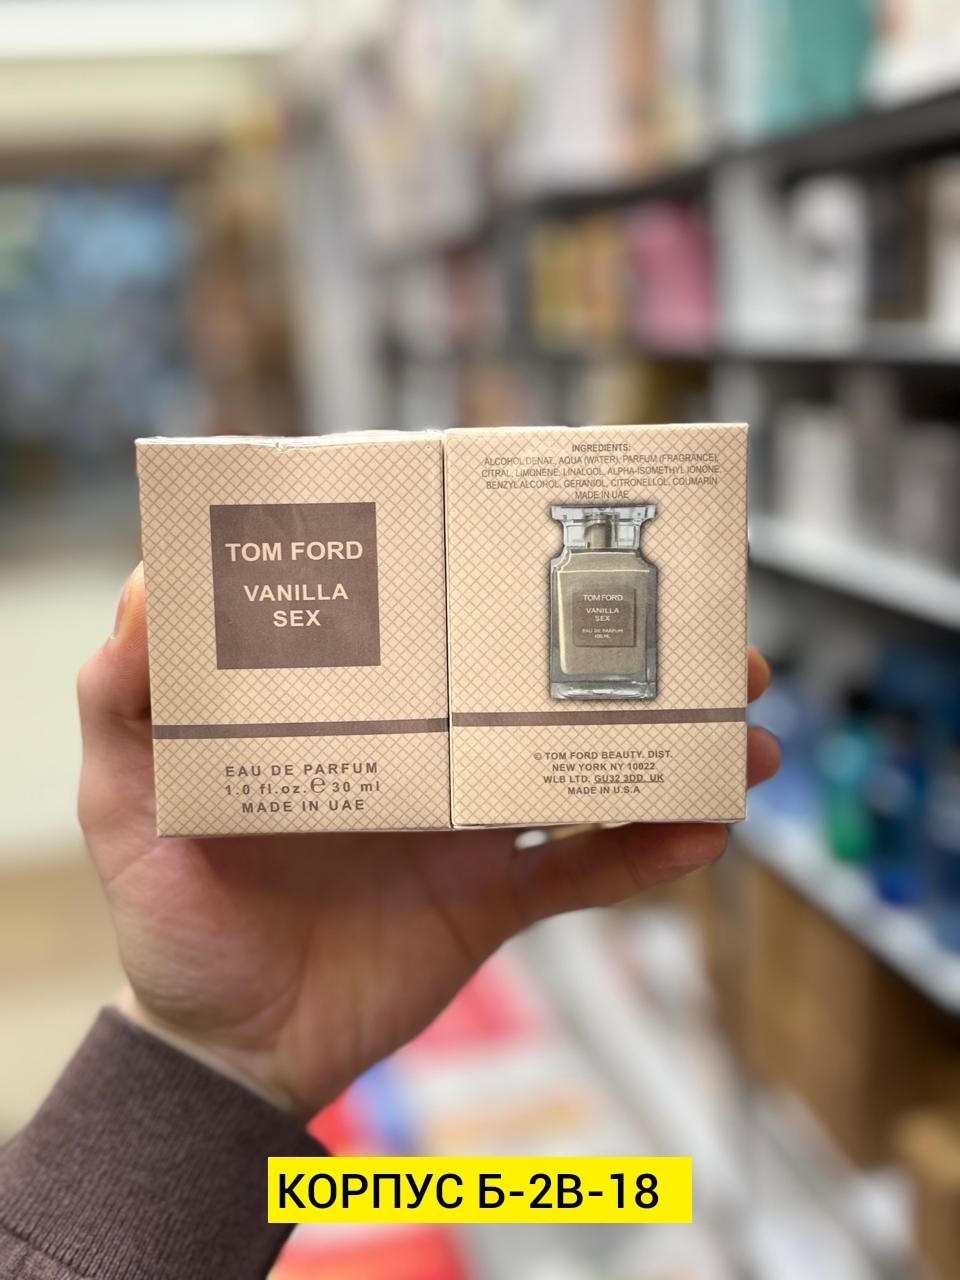 TOM FORD
VANILLA
SEX
EAU DE PARFUM
1.0 fl.oz. ℮ 30 ml
MADE IN UAE
INGREDIENTS:
ALCOHOL DENAT., AQUA (WATER), PARFUM (FRAGRANCE),
CITRAL, LIMONENE, LINALOOL, ALPHA-ISOMETHYL IONONE,
BENZYL ALCOHOL, GERANIOL, CITRONELLOL, COUMARIN
MADE IN UAE
TOM FORD
VANILLA
SEX
EAU DE PARFUM
100 ML
© TOM FORD BEAUTY. DIST.
NEW YORK NY 10022
WLB LTD. GU32 3DD. UK
MADE IN U.S.A
КОРПУС Б-2В-18